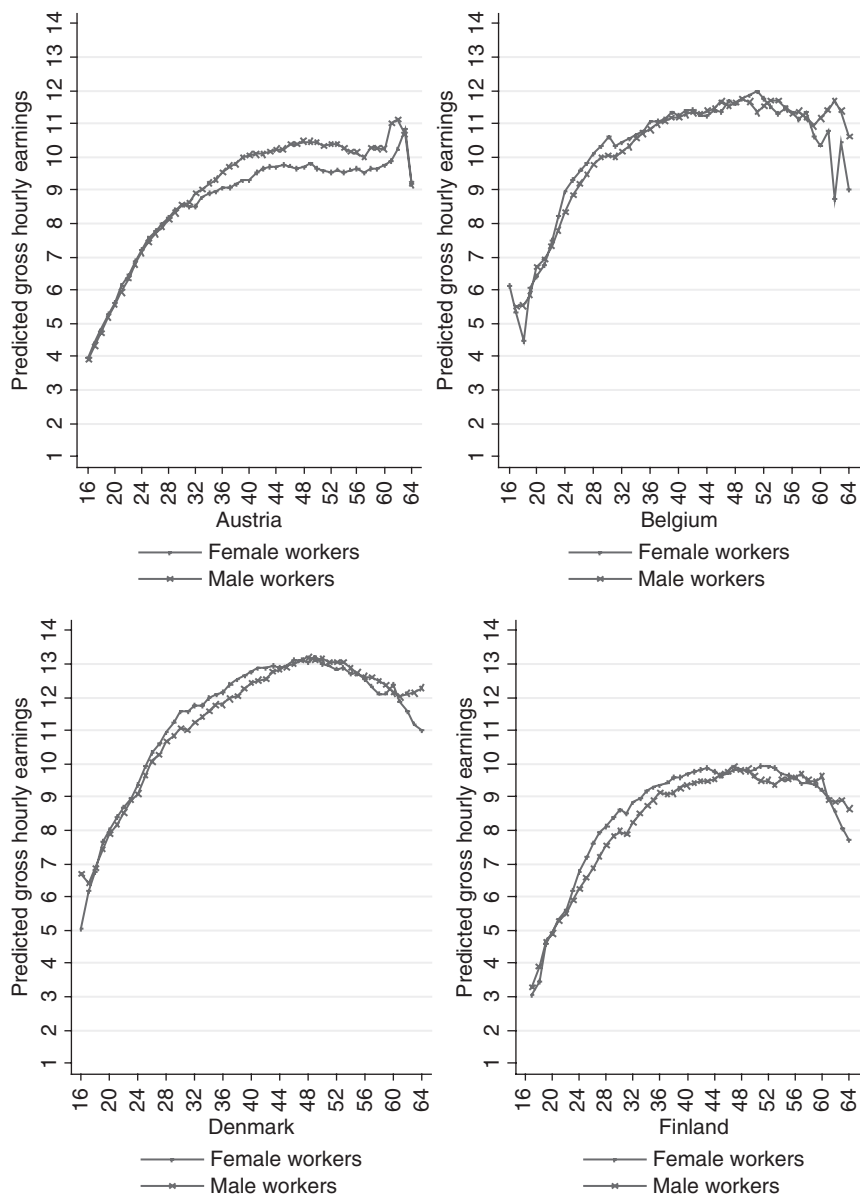 Predicted gross hourly earnings
1 2 3 4 5 6 7 8 9 10 11 12 13 14
16 20 24 28 32 36 40 44 48 52 56 60 64
Austria
Female workers
Male workers
Predicted gross hourly earnings
1 2 3 4 5 6 7 8 9 10 11 12 13 14
16 20 24 28 32 36 40 44 48 52 56 60 64
Belgium
Female workers
Male workers
Predicted gross hourly earnings
1 2 3 4 5 6 7 8 9 10 11 12 13 14
16 20 24 28 32 36 40 44 48 52 56 60 64
Denmark
Female workers
Male workers
Predicted gross hourly earnings
1 2 3 4 5 6 7 8 9 10 11 12 13 14
16 20 24 28 32 36 40 44 48 52 56 60 64
Finland
Female workers
Male workers